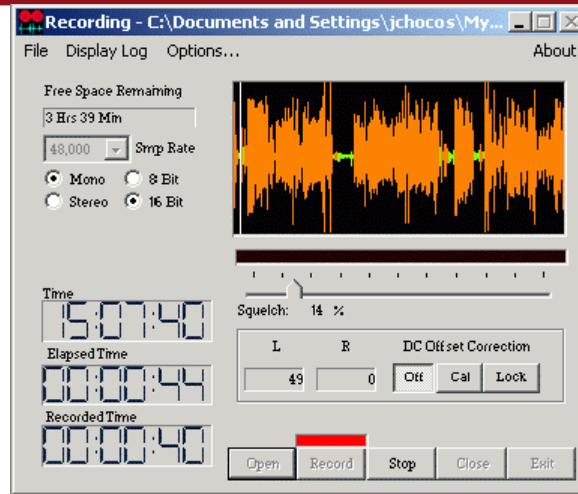 Recording - C:\Documents and Settings\jchocos\My...
File Display Log Options... About
Free Space Remaining
3 Hrs 39 Min
48,000 Smp Rate
Mono 8 Bit
Stereo 16 Bit
Time
15:07:40
Elapsed Time
00:00:44
Recorded Time
00:00:40
Squelch: 14 %
L R DC Offset Correction
49 0 Off Cal Lock
Open Record Stop Close Exit